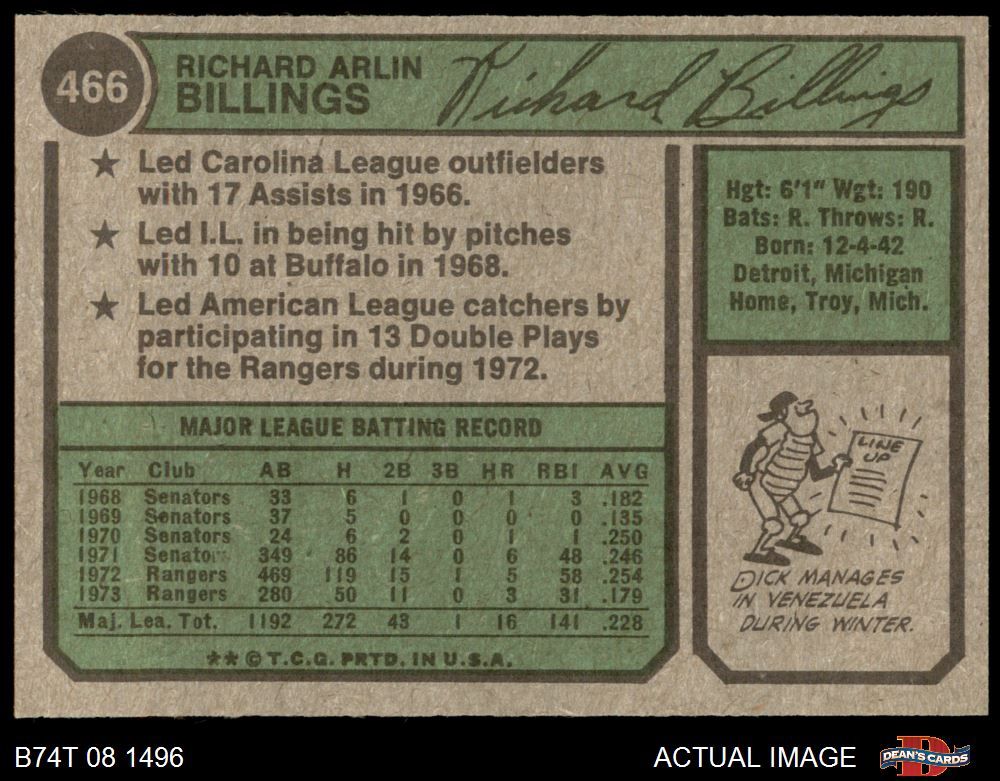 466
RICHARD ARLIN
BILLINGS
Richard Billings
★ Led Carolina League outfielders
with 17 Assists in 1966.
★ Led I.L. in being hit by pitches
with 10 at Buffalo in 1968.
★ Led American League catchers by
participating in 13 Double Plays
for the Rangers during 1972.
Hgt: 6'1" Wgt: 190
Bats: R. Throws: R.
Born: 12-4-42
Detroit, Michigan
Home, Troy, Mich.
MAJOR LEAGUE BATTING RECORD
Year Club AB H 2B 3B HR RBI AVG
1968 Senators 33 6 1 0 1 3 .182
1969 Senators 37 5 0 0 0 0 .135
1970 Senators 24 6 2 0 1 1 .250
1971 Senators 349 86 14 0 6 48 .246
1972 Rangers 469 119 15 1 5 58 .254
1973 Rangers 280 50 11 0 3 31 .179
Maj. Lea. Tot. 1192 272 43 1 16 141 .228
** © T.C.G. PRTD. IN U.S.A.
LINE
UP
DICK MANAGES
IN VENEZUELA
DURING WINTER.
B74T 08 1496
ACTUAL IMAGE
DEAN'S CARDS